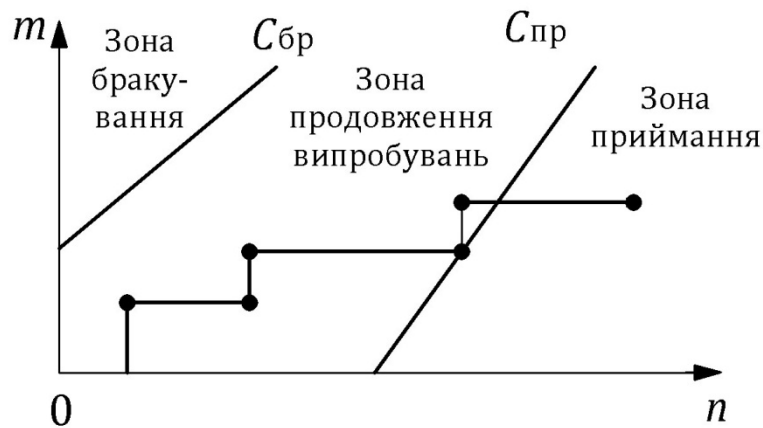 m
Зона
браку-
вання
Cбр
Зона
продовження
випробувань
Cпр
Зона
приймання
0
n